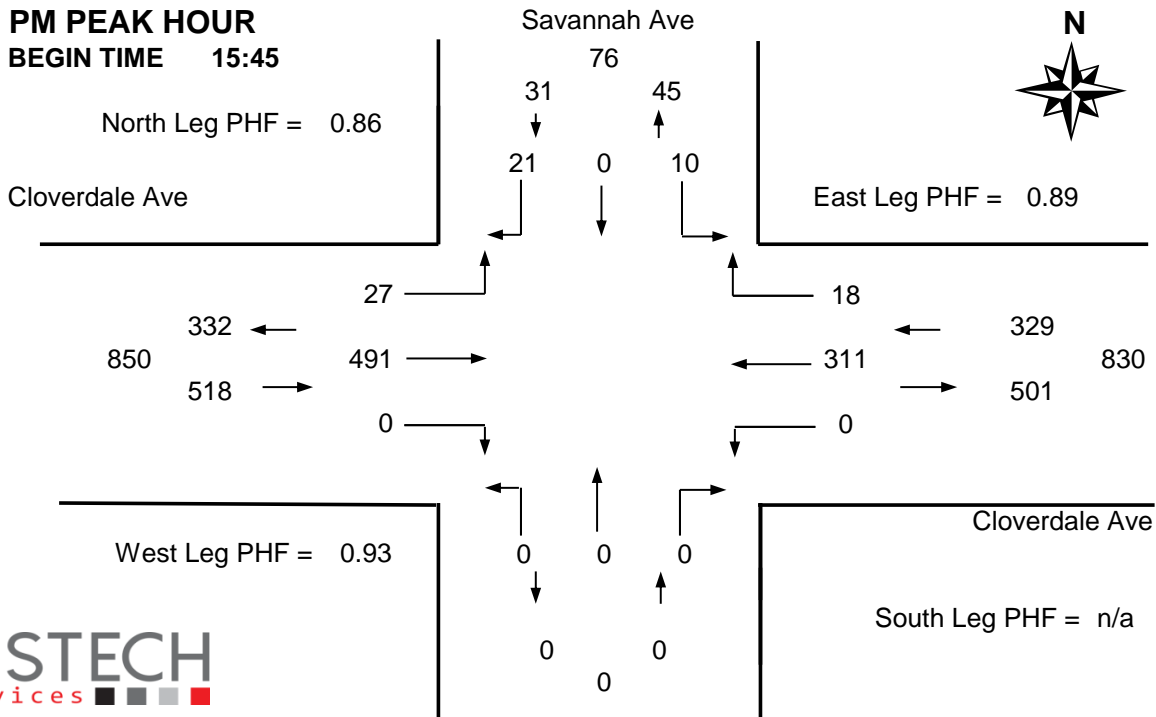 PM PEAK HOUR
Savannah Ave
N
BEGIN TIME 15:45
76
31 45
North Leg PHF = 0.86
21 0 10
Cloverdale Ave
East Leg PHF = 0.89
27 18
332 329
850 491 311 830
518 501
0 0
Cloverdale Ave
West Leg PHF = 0.93
0 0 0
South Leg PHF = n/a
0 0
0
STECH
vices